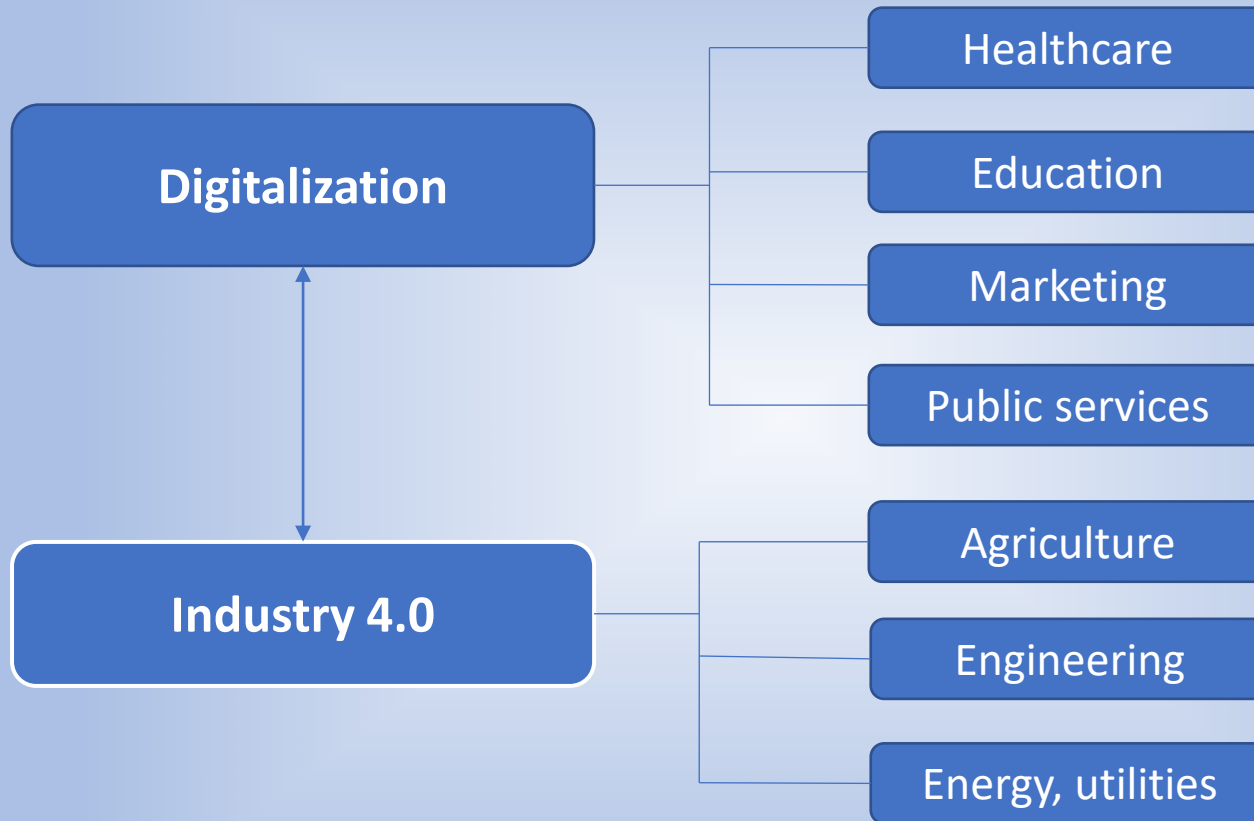 Healthcare
Digitalization
Education
Marketing
Public services
Agriculture
Industry 4.0
Engineering
Energy, utilities